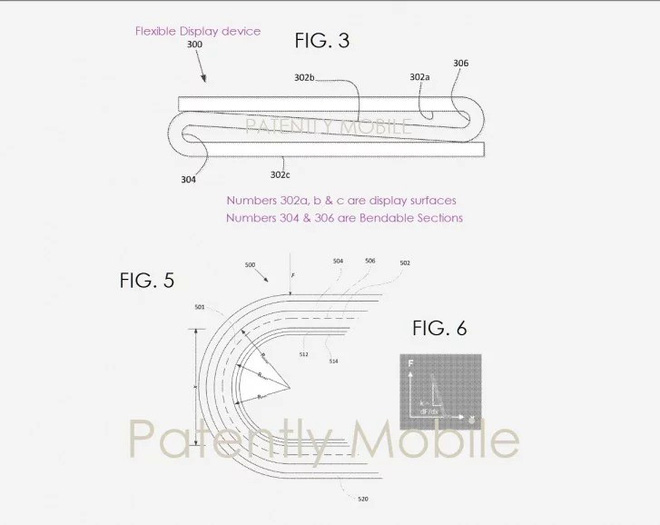 Flexible Display device
300
FIG. 3
306
302b
302a
PATENTLY MOBILE
304
302c
Numbers 302a, b & c are display surfaces
Numbers 304 & 306 are Bendable Sections
FIG. 5
500
F
504
506
502
501
512
514
FIG. 6
F
Patently Mobile
520